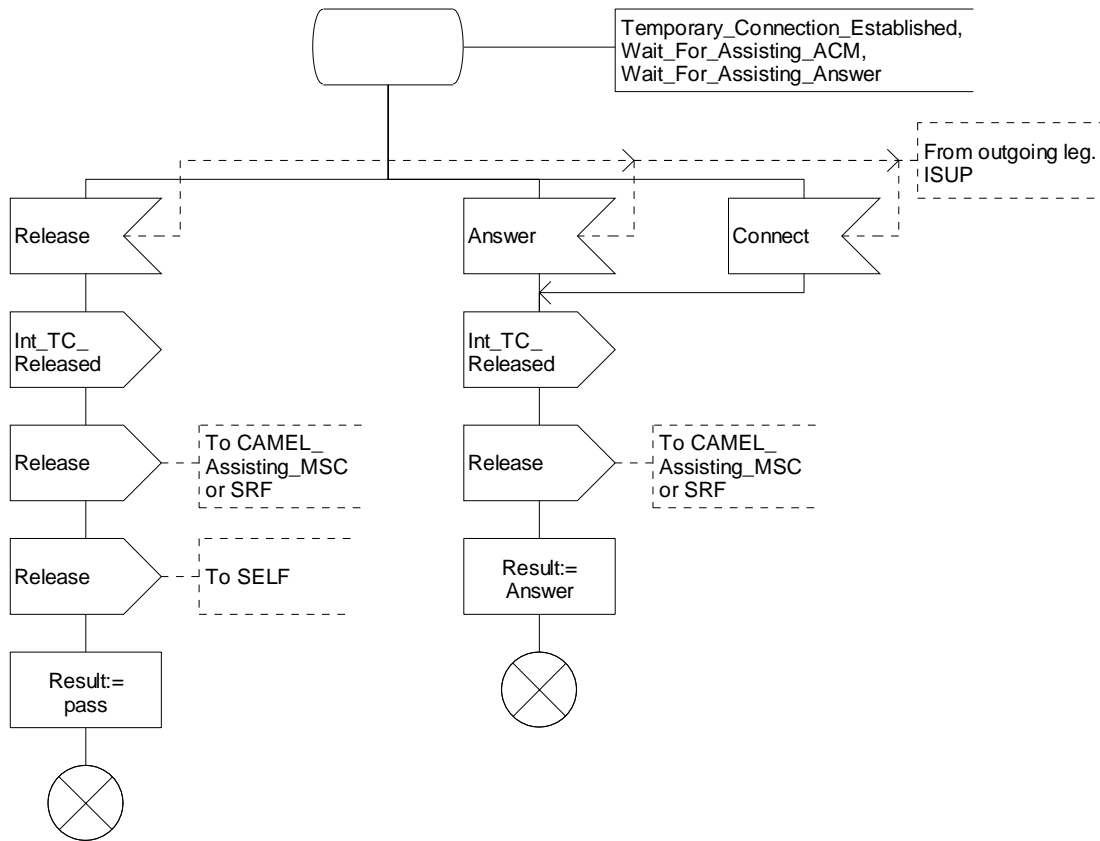 Temporary_Connection_Established,
Wait_For_Assisting_ACM,
Wait_For_Assisting_Answer
From outgoing leg.
ISUP
Release
Answer
Connect
Int_TC_
Released
Int_TC_
Released
Release
To CAMEL_
Assisting_MSC
or SRF
Release
To CAMEL_
Assisting_MSC
or SRF
Release
To SELF
Result:=
Answer
Result:=
pass